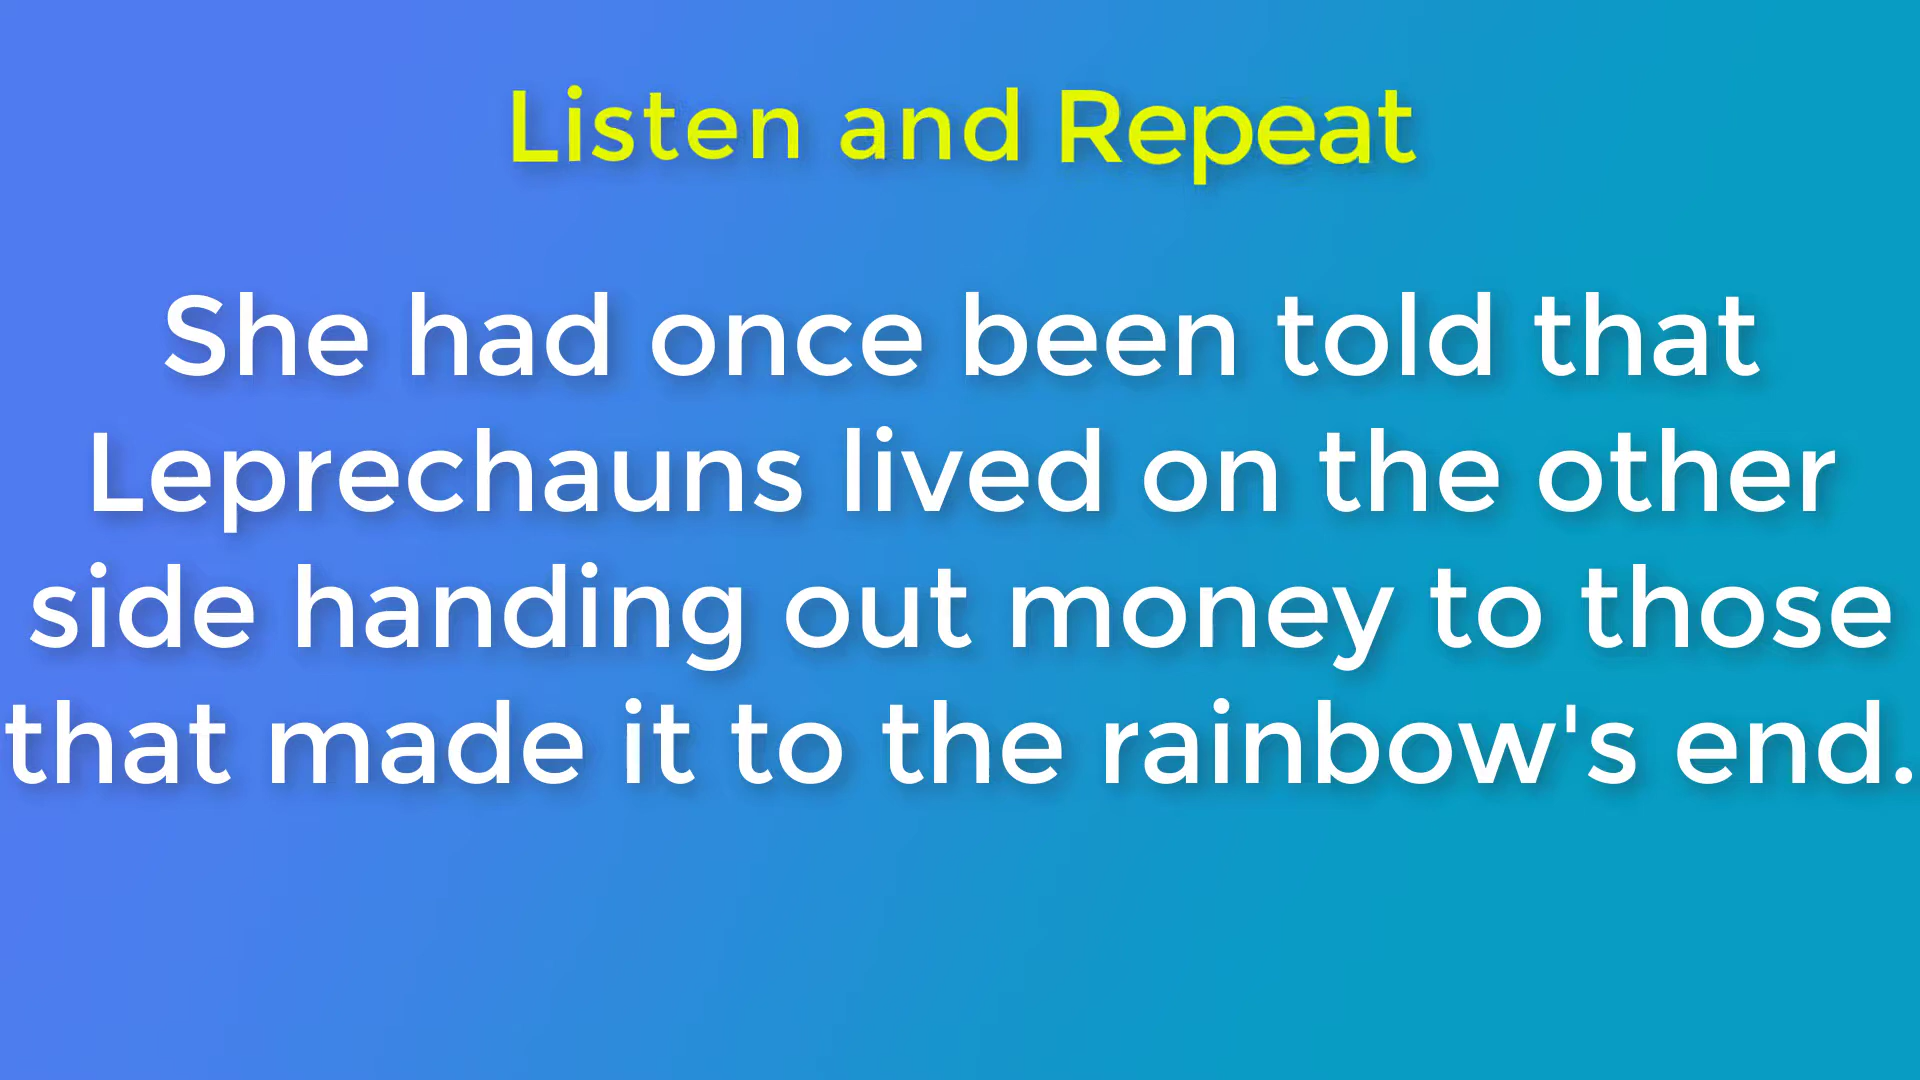 Listen and Repeat
She had once been told that
Leprechauns lived on the other
side handing out money to those
that made it to the rainbow's end.